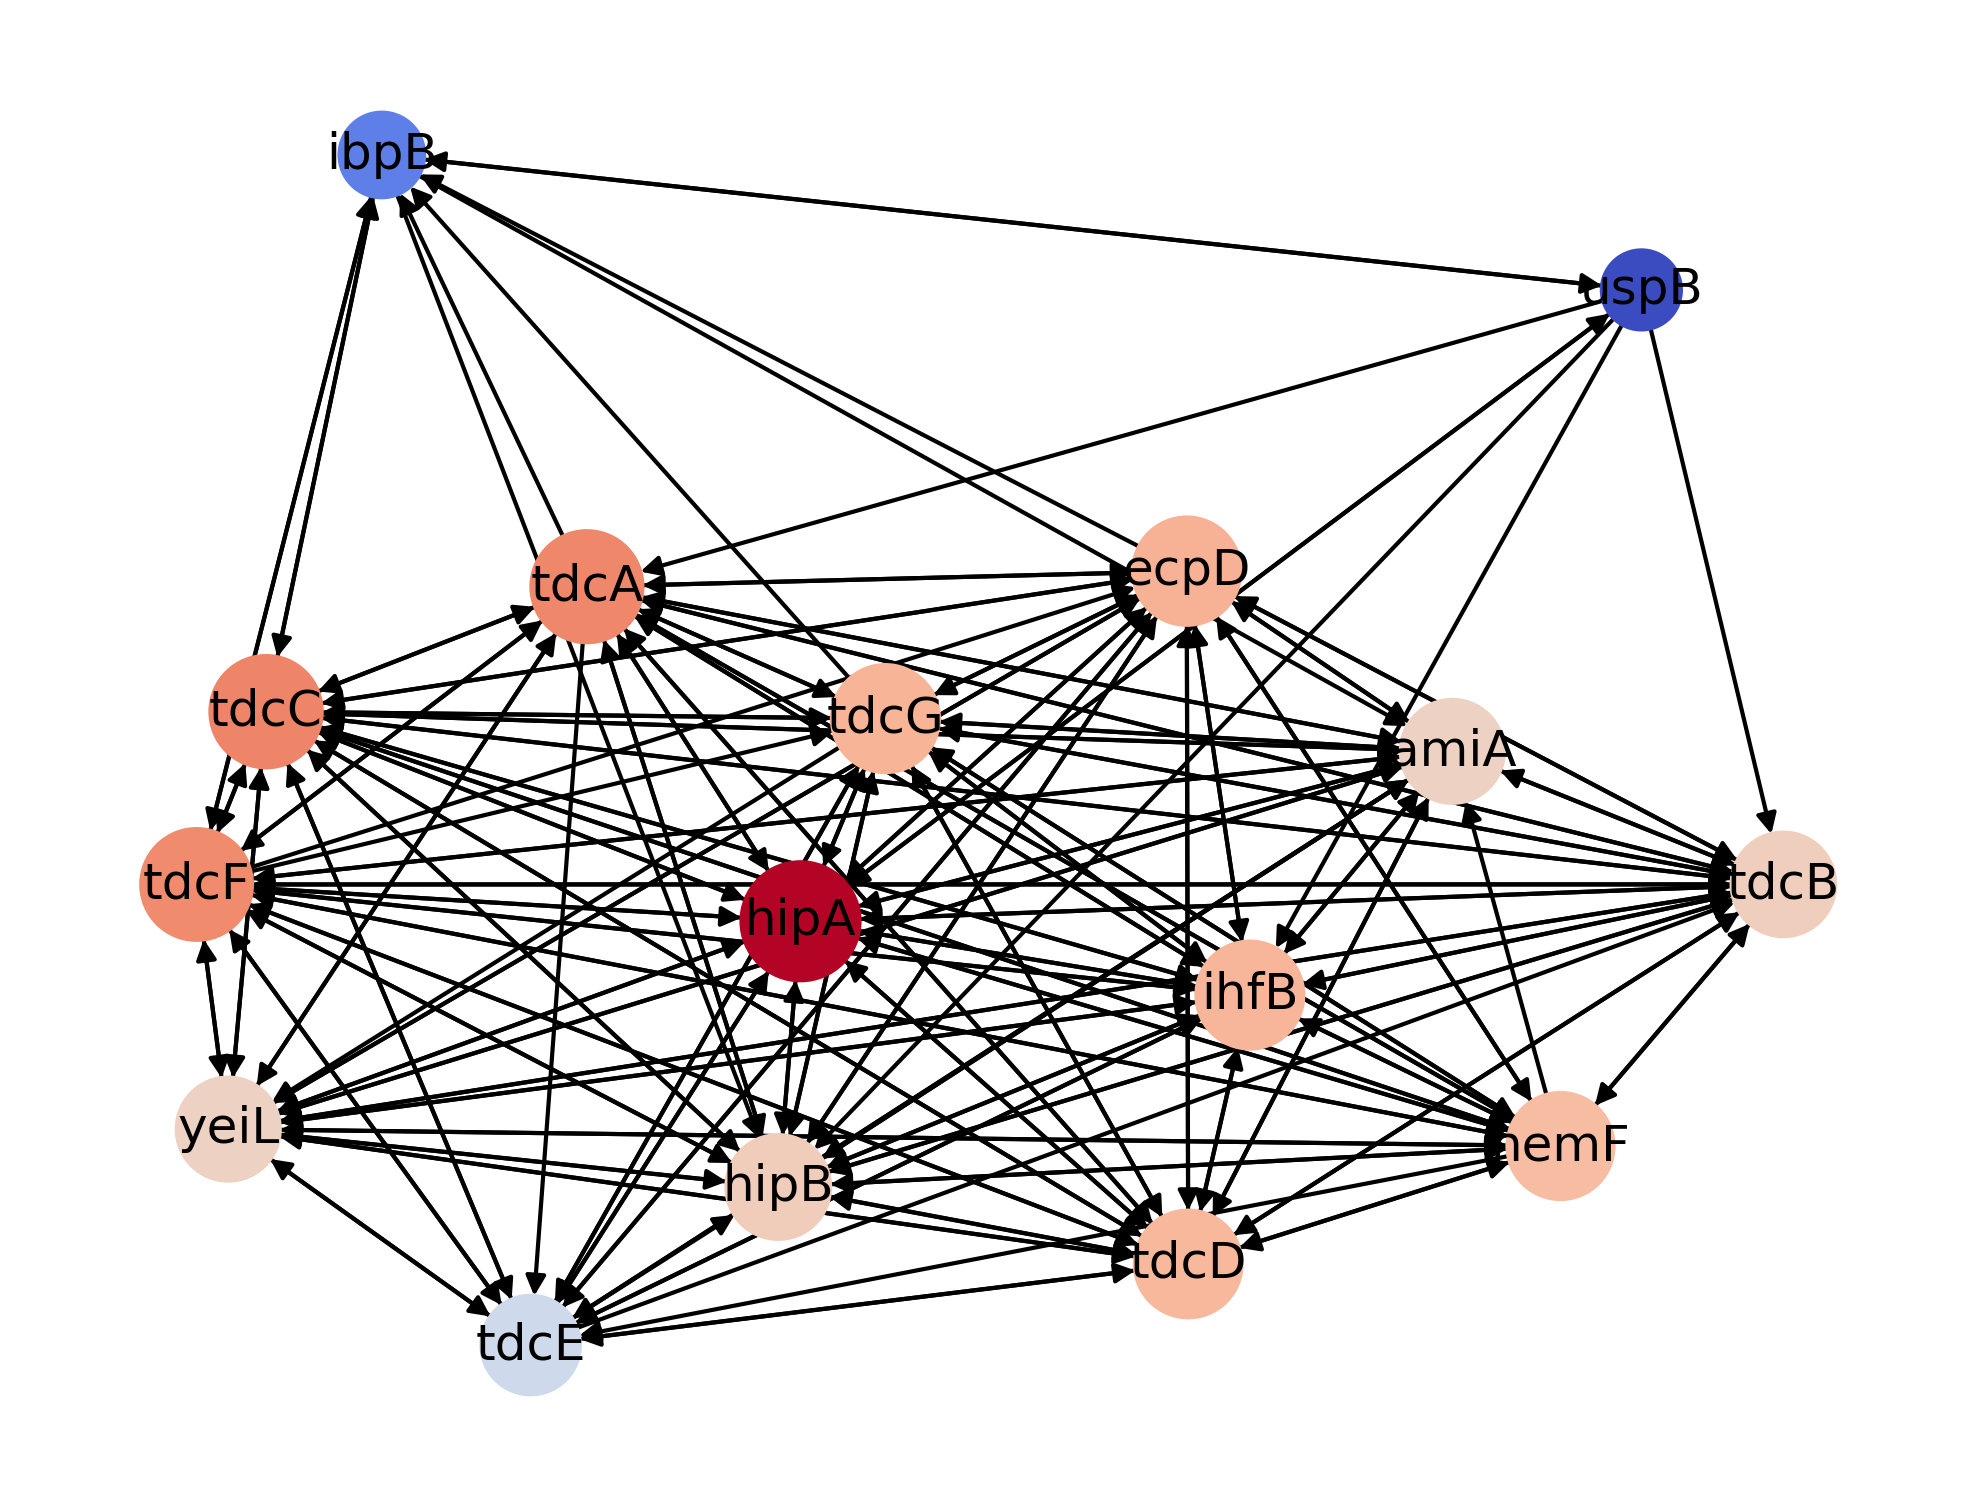 ibpB
uspB
tdcA
ecpD
tdcC
tdcG
amiA
tdcF
hipA
tdcB
ihfB
yeiL
hipB
hemF
tdcD
tdcE